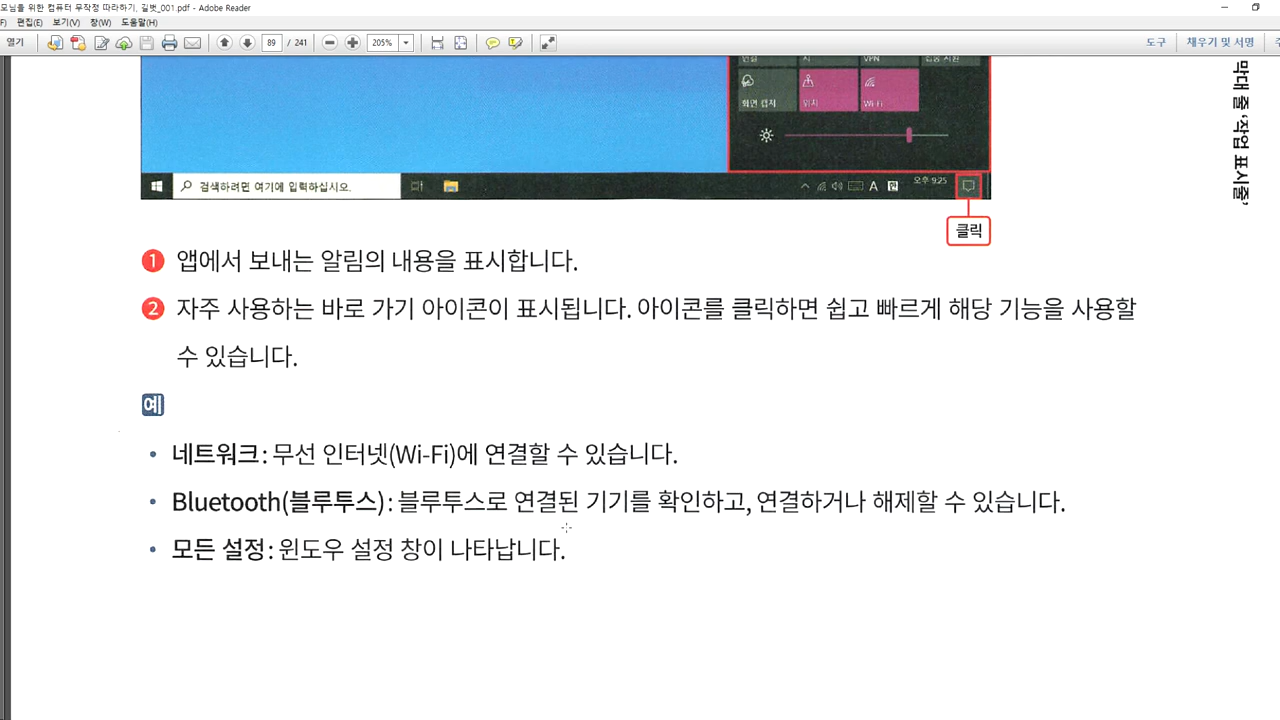 모님을 위한 컴퓨터 무작정 따라하기, 길벗_001.pdf - Adobe Reader
F) 편집(E) 보기(V) 창(W) 도움말(H)
열기 89 / 241 205% 도구 채우기 및 서명
막대 줄 '작업 표시줄'
VPN
화면 캡처 위치 Wi-Fi
검색하려면 여기에 입력하십시오. A 오후 9:25
클릭
1 앱에서 보내는 알림의 내용을 표시합니다.
2 자주 사용하는 바로 가기 아이콘이 표시됩니다. 아이콘를 클릭하면 쉽고 빠르게 해당 기능을 사용할
수 있습니다.
예
• 네트워크 : 무선 인터넷(Wi-Fi)에 연결할 수 있습니다.
• Bluetooth(블루투스) : 블루투스로 연결된 기기를 확인하고, 연결하거나 해제할 수 있습니다.
• 모든 설정 : 윈도우 설정 창이 나타납니다.